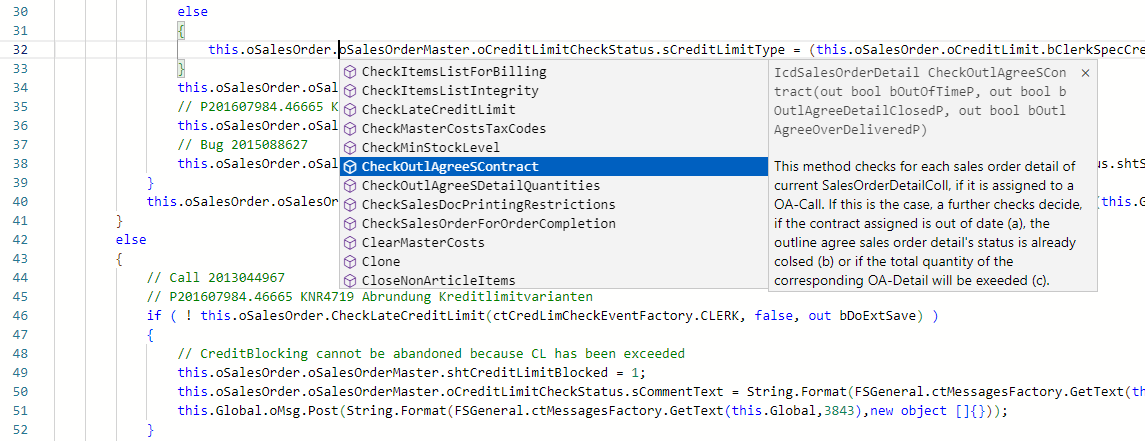 30 else
31 {
32 this.oSalesOrder.oSalesOrderMaster.oCreditLimitCheckStatus.sCreditLimitType = (this.oSalesOrder.oCreditLimit.bClerkSpecCre
33 }
34 this.oSalesOrder.oSal
35 // P201607984.46665 K
36 this.oSalesOrder.oSal
37 // Bug 2015088627
38 this.oSalesOrder.oSal us.shtS
39 }
40 this.oSalesOrder.oSales (this.G
41 }
42 else
43 {
44 // Call 2013044967
45 // P201607984.46665 KNR4719 Abrundung Kreditlimitvarianten
46 if ( ! this.oSalesOrder.CheckLateCreditLimit(ctCredLimCheckEventFactory.CLERK, false, out bDoExtSave) )
47 {
48 // CreditBlocking cannot be abandoned because CL has been exceeded
49 this.oSalesOrder.oSalesOrderMaster.shtCreditLimitBlocked = 1;
50 this.oSalesOrder.oSalesOrderMaster.oCreditLimitCheckStatus.sCommentText = String.Format(FSGeneral.ctMessagesFactory.GetText(th
51 this.Global.oMsg.Post(String.Format(FSGeneral.ctMessagesFactory.GetText(this.Global,3843),new object []{}));
52 }
CheckItemsListForBilling
CheckItemsListIntegrity
CheckLateCreditLimit
CheckMasterCostsTaxCodes
CheckMinStockLevel
CheckOutlAgreeSContract
CheckOutlAgreeSDetailQuantities
CheckSalesDocPrintingRestrictions
CheckSalesOrderForOrderCompletion
ClearMasterCosts
Clone
CloseNonArticleItems
IcdSalesOrderDetail CheckOutlAgreeSCon
tract(out bool bOutOfTimeP, out bool b
OutlAgreeDetailClosedP, out bool bOutl
AgreeOverDeliveredP)
This method checks for each sales order detail of
current SalesOrderDetailColl, if it is assigned to a
OA-Call. If this is the case, a further checks decide,
if the contract assigned is out of date (a), the
outline agree sales order detail's status is already
colsed (b) or if the total quantity of the
corresponding OA-Detail will be exeeded (c).